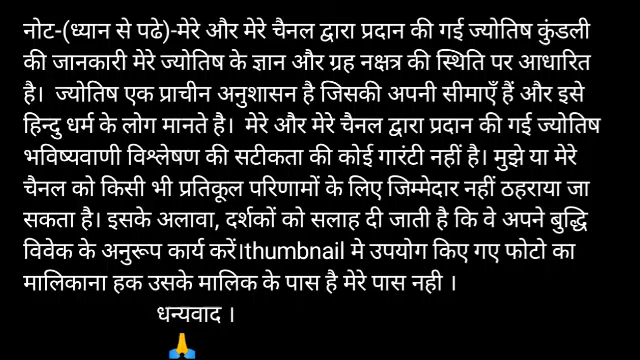 नोट-(ध्यान से पढे)-मेरे और मेरे चैनल द्वारा प्रदान की गई ज्योतिष कुंडली
की जानकारी मेरे ज्योतिष के ज्ञान और ग्रह नक्षत्र की स्थिति पर आधारित
है। ज्योतिष एक प्राचीन अनुशासन है जिसकी अपनी सीमाएँ हैं और इसे
हिन्दु धर्म के लोग मानते है। मेरे और मेरे चैनल द्वारा प्रदान की गई ज्योतिष
भविष्यवाणी विश्लेषण की सटीकता की कोई गारंटी नहीं है। मुझे या मेरे
चैनल को किसी भी प्रतिकूल परिणामों के लिए जिम्मेदार नहीं ठहराया जा
सकता है। इसके अलावा, दर्शकों को सलाह दी जाती है कि वे अपने बुद्धि
विवेक के अनुरूप कार्य करें।thumbnail मे उपयोग किए गए फोटो का
मालिकाना हक उसके मालिक के पास है मेरे पास नही ।
धन्यवाद ।
🙏